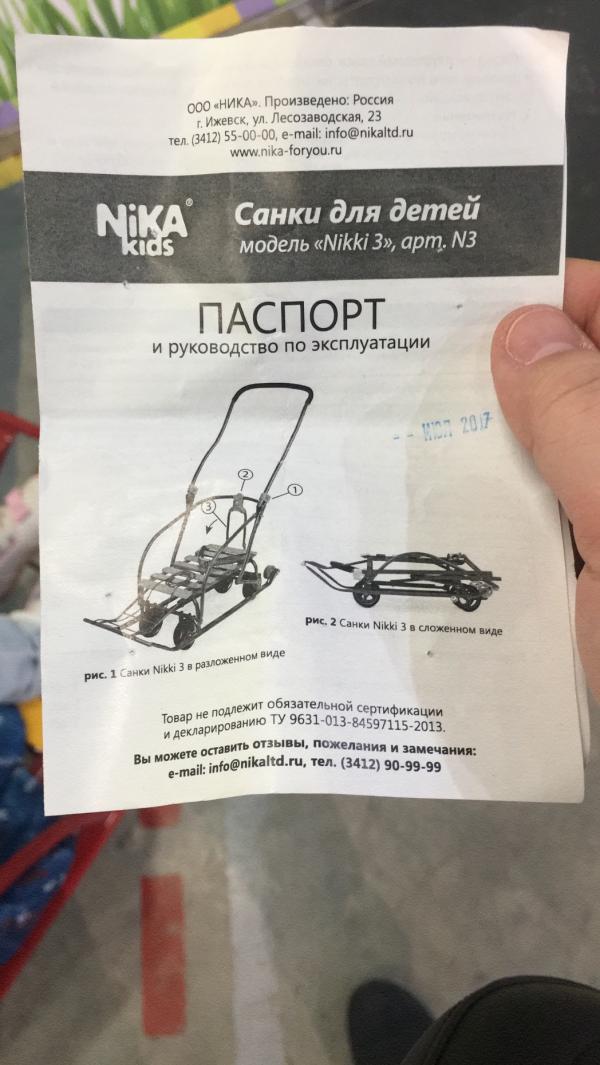 ООО «НИКА». Произведено: Россия
г. Ижевск, ул. Лесозаводская, 23
тел. (3412) 55-00-00, e-mail: info@nikaltd.ru
www.nika-foryou.ru
NiKA®
kids
Санки для детей
модель «Nikki 3», арт. N3
ПАСПОРТ
и руководство по эксплуатации
-- ИЮЛ 2017
2
1
3
рис. 2 Санки Nikki 3 в сложенном виде
рис. 1 Санки Nikki 3 в разложенном виде
Товар не подлежит обязательной сертификации
и декларированию ТУ 9631-013-84597115-2013.
Вы можете оставить отзывы, пожелания и замечания:
e-mail: info@nikaltd.ru, тел. (3412) 90-99-99